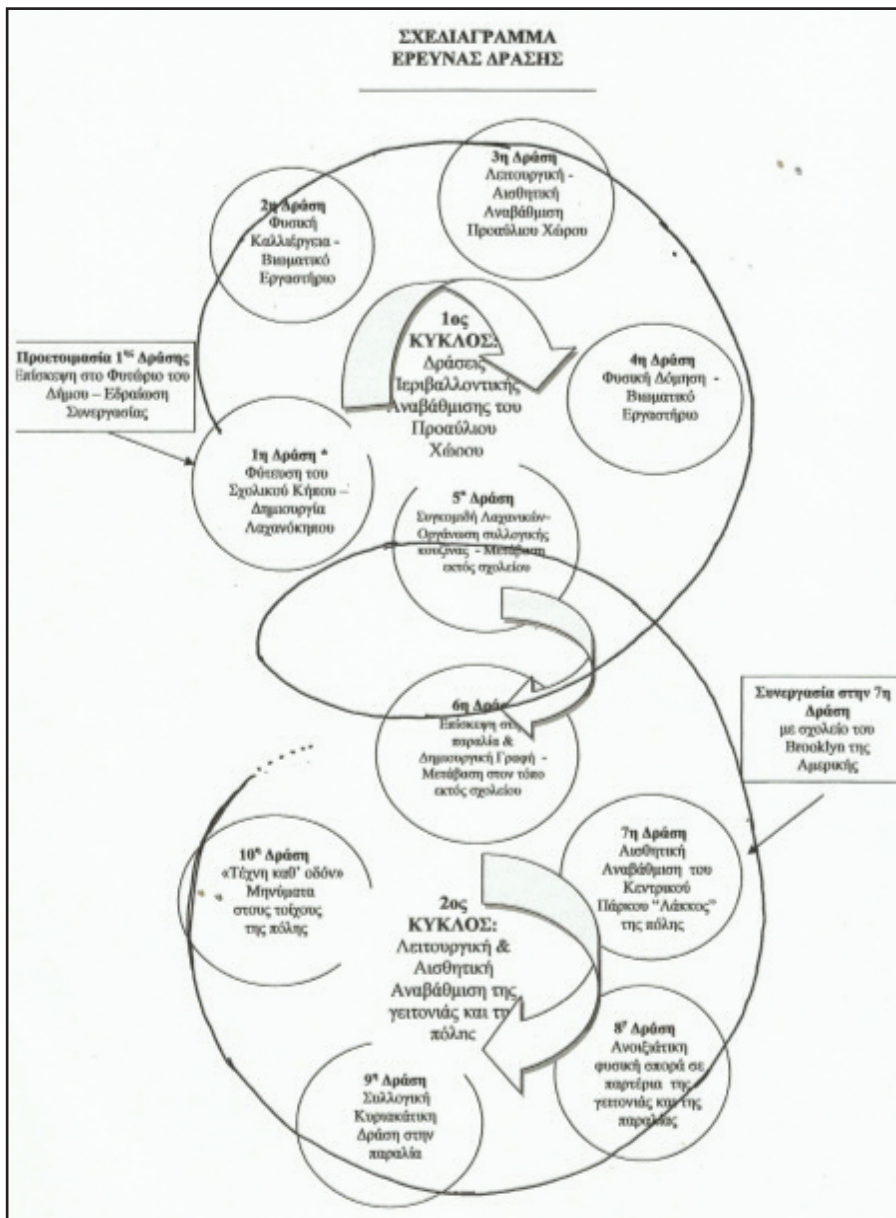 ΣΧΕΔΙΑΓΡΑΜΜΑ
ΕΡΕΥΝΑΣ ΔΡΑΣΗΣ
3η Δράση
Λειτουργική -
Αισθητική
Αναβάθμιση
Προαύλιου Χώρου
2η Δράση
Φυσική
Καλλιέργεια -
Βιωματικό
Εργαστήριο
1ος
ΚΥΚΛΟΣ:
Δράσεις
Περιβαλλοντικής
Αναβάθμισης του
Προαύλιου
Χώρου
4η Δράση
Φυσική Δόμηση -
Βιωματικό
Εργαστήριο
Προετοιμασία 1ης Δράσης
Επίσκεψη στο Φυτώριο του
Δήμου – Εδραίωση
Συνεργασίας
1η Δράση *
Φύτευση του
Σχολικού Κήπου –
Δημιουργία
Λαχανόκηπου
5η Δράση
Συγκομιδή Λαχανικών-
Οργάνωση συλλογικής
κουζίνας - Μετάβαση
εκτός σχολείου
6η Δράση
Επίσκεψη στην
παραλία &
Δημιουργική Γραφή -
Μετάβαση στον τόπο
εκτός σχολείου
Συνεργασία στην 7η
Δράση
με σχολείο του
Brooklyn της
Αμερικής
7η Δράση
Αισθητική
Αναβάθμιση του
Κεντρικού
Πάρκου "Λάκκος"
της πόλης
10η Δράση
«Τέχνη καθ' οδόν»
Μηνύματα
στους τοίχους
της πόλης
2ος
ΚΥΚΛΟΣ:
Λειτουργική &
Αισθητική
Αναβάθμιση της
γειτονιάς και της
πόλης
8η Δράση
Ανοιξιάτικη
φυσική σπορά σε
παρτέρια της
γειτονιάς και της
παραλίας
9η Δράση
Συλλογική
Κυριακάτικη
Δράση στην
παραλία